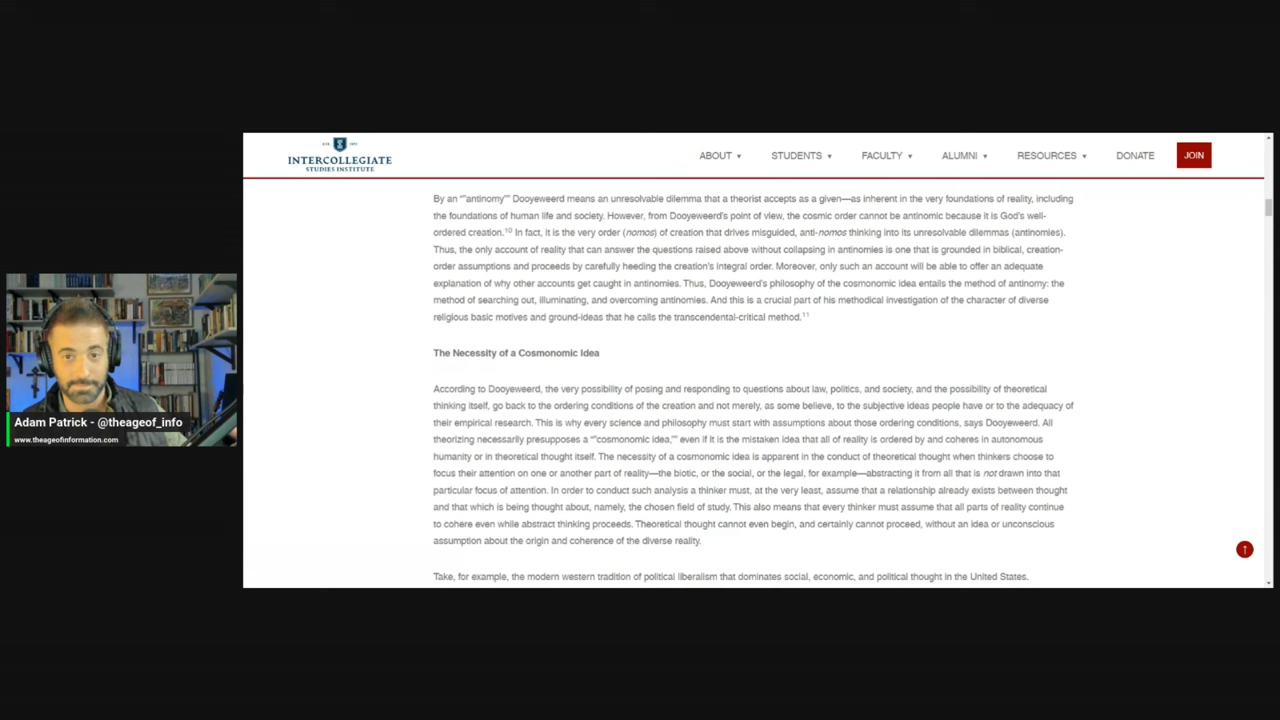 EST. 1953
INTERCOLLEGIATE
STUDIES INSTITUTE
ABOUT ▾ STUDENTS ▾ FACULTY ▾ ALUMNI ▾ RESOURCES ▾ DONATE JOIN
By an “"antinomy"” Dooyeweerd means an unresolvable dilemma that a theorist accepts as a given—as inherent in the very foundations of reality, including
the foundations of human life and society. However, from Dooyeweerd's point of view, the cosmic order cannot be antinomic because it is God's well-
ordered creation.10 In fact, it is the very order (nomos) of creation that drives misguided, anti-nomos thinking into its unresolvable dilemmas (antinomies).
Thus, the only account of reality that can answer the questions raised above without collapsing in antinomies is one that is grounded in biblical, creation-
order assumptions and proceeds by carefully heeding the creation's integral order. Moreover, only such an account will be able to offer an adequate
explanation of why other accounts get caught in antinomies. Thus, Dooyeweerd's philosophy of the cosmonomic idea entails the method of antinomy: the
method of searching out, illuminating, and overcoming antinomies. And this is a crucial part of his methodical investigation of the character of diverse
religious basic motives and ground-ideas that he calls the transcendental-critical method.11
The Necessity of a Cosmonomic Idea
According to Dooyeweerd, the very possibility of posing and responding to questions about law, politics, and society, and the possibility of theoretical
thinking itself, go back to the ordering conditions of the creation and not merely, as some believe, to the subjective ideas people have or to the adequacy of
their empirical research. This is why every science and philosophy must start with assumptions about those ordering conditions, says Dooyeweerd. All
theorizing necessarily presupposes a “"cosmonomic idea,"” even if it is the mistaken idea that all of reality is ordered by and coheres in autonomous
humanity or in theoretical thought itself. The necessity of a cosmonomic idea is apparent in the conduct of theoretical thought when thinkers choose to
focus their attention on one or another part of reality—the biotic, or the social, or the legal, for example—abstracting it from all that is not drawn into that
particular focus of attention. In order to conduct such analysis a thinker must, at the very least, assume that a relationship already exists between thought
and that which is being thought about, namely, the chosen field of study. This also means that every thinker must assume that all parts of reality continue
to cohere even while abstract thinking proceeds. Theoretical thought cannot even begin, and certainly cannot proceed, without an idea or unconscious
assumption about the origin and coherence of the diverse reality.
Take, for example, the modern western tradition of political liberalism that dominates social, economic, and political thought in the United States.
Adam Patrick - @theageof_info
www.theageofinformation.com